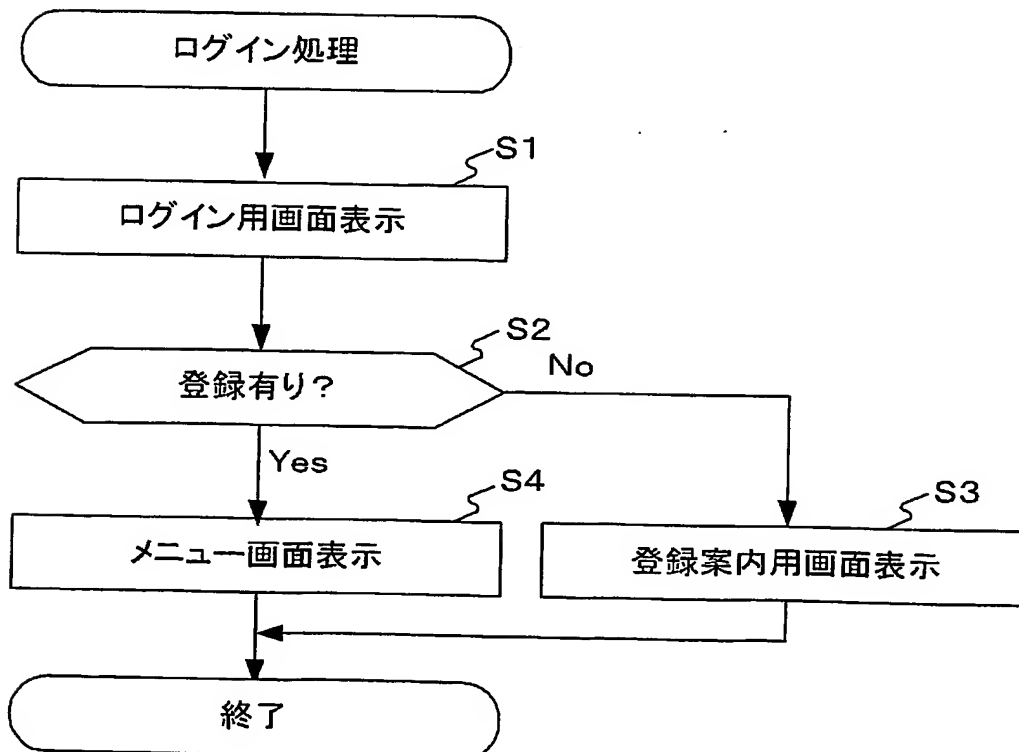 ログイン処理
S1
ログイン用画面表示
S2
登録有り?
No
Yes
S4
メニュー画面表示
S3
登録案内用画面表示
終了